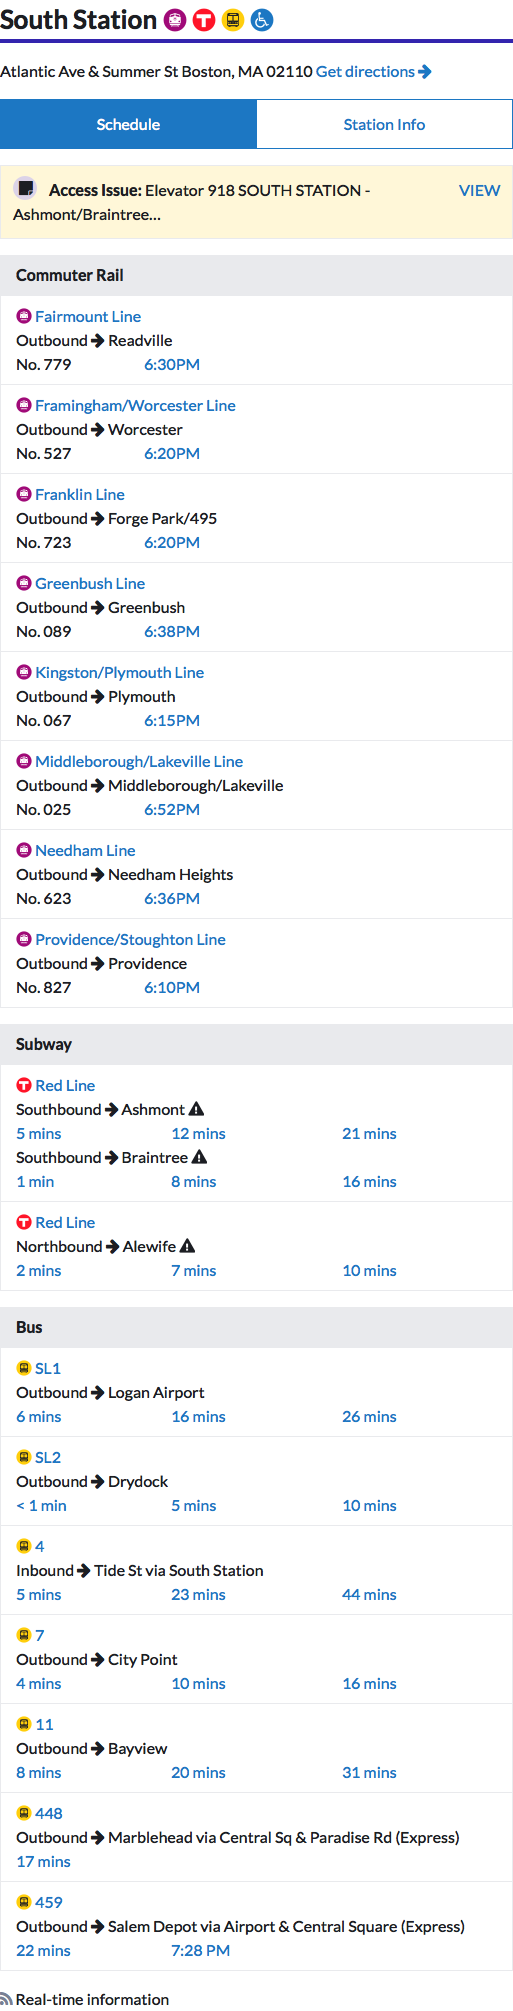 South Station
Atlantic Ave & Summer St Boston, MA 02110 Get directions
Schedule Station Info
Access Issue: Elevator 918 SOUTH STATION - VIEW
Ashmont/Braintree...
Commuter Rail
Fairmount Line
Outbound Readville
No. 779 6:30PM
Framingham/Worcester Line
Outbound Worcester
No. 527 6:20PM
Franklin Line
Outbound Forge Park/495
No. 723 6:20PM
Greenbush Line
Outbound Greenbush
No. 089 6:38PM
Kingston/Plymouth Line
Outbound Plymouth
No. 067 6:15PM
Middleborough/Lakeville Line
Outbound Middleborough/Lakeville
No. 025 6:52PM
Needham Line
Outbound Needham Heights
No. 623 6:36PM
Providence/Stoughton Line
Outbound Providence
No. 827 6:10PM
Subway
Red Line
Southbound Ashmont
5 mins 12 mins 21 mins
Southbound Braintree
1 min 8 mins 16 mins
Red Line
Northbound Alewife
2 mins 7 mins 10 mins
Bus
SL1
Outbound Logan Airport
6 mins 16 mins 26 mins
SL2
Outbound Drydock
< 1 min 5 mins 10 mins
4
Inbound Tide St via South Station
5 mins 23 mins 44 mins
7
Outbound City Point
4 mins 10 mins 16 mins
11
Outbound Bayview
8 mins 20 mins 31 mins
448
Outbound Marblehead via Central Sq & Paradise Rd (Express)
17 mins
459
Outbound Salem Depot via Airport & Central Square (Express)
22 mins 7:28 PM
Real-time information